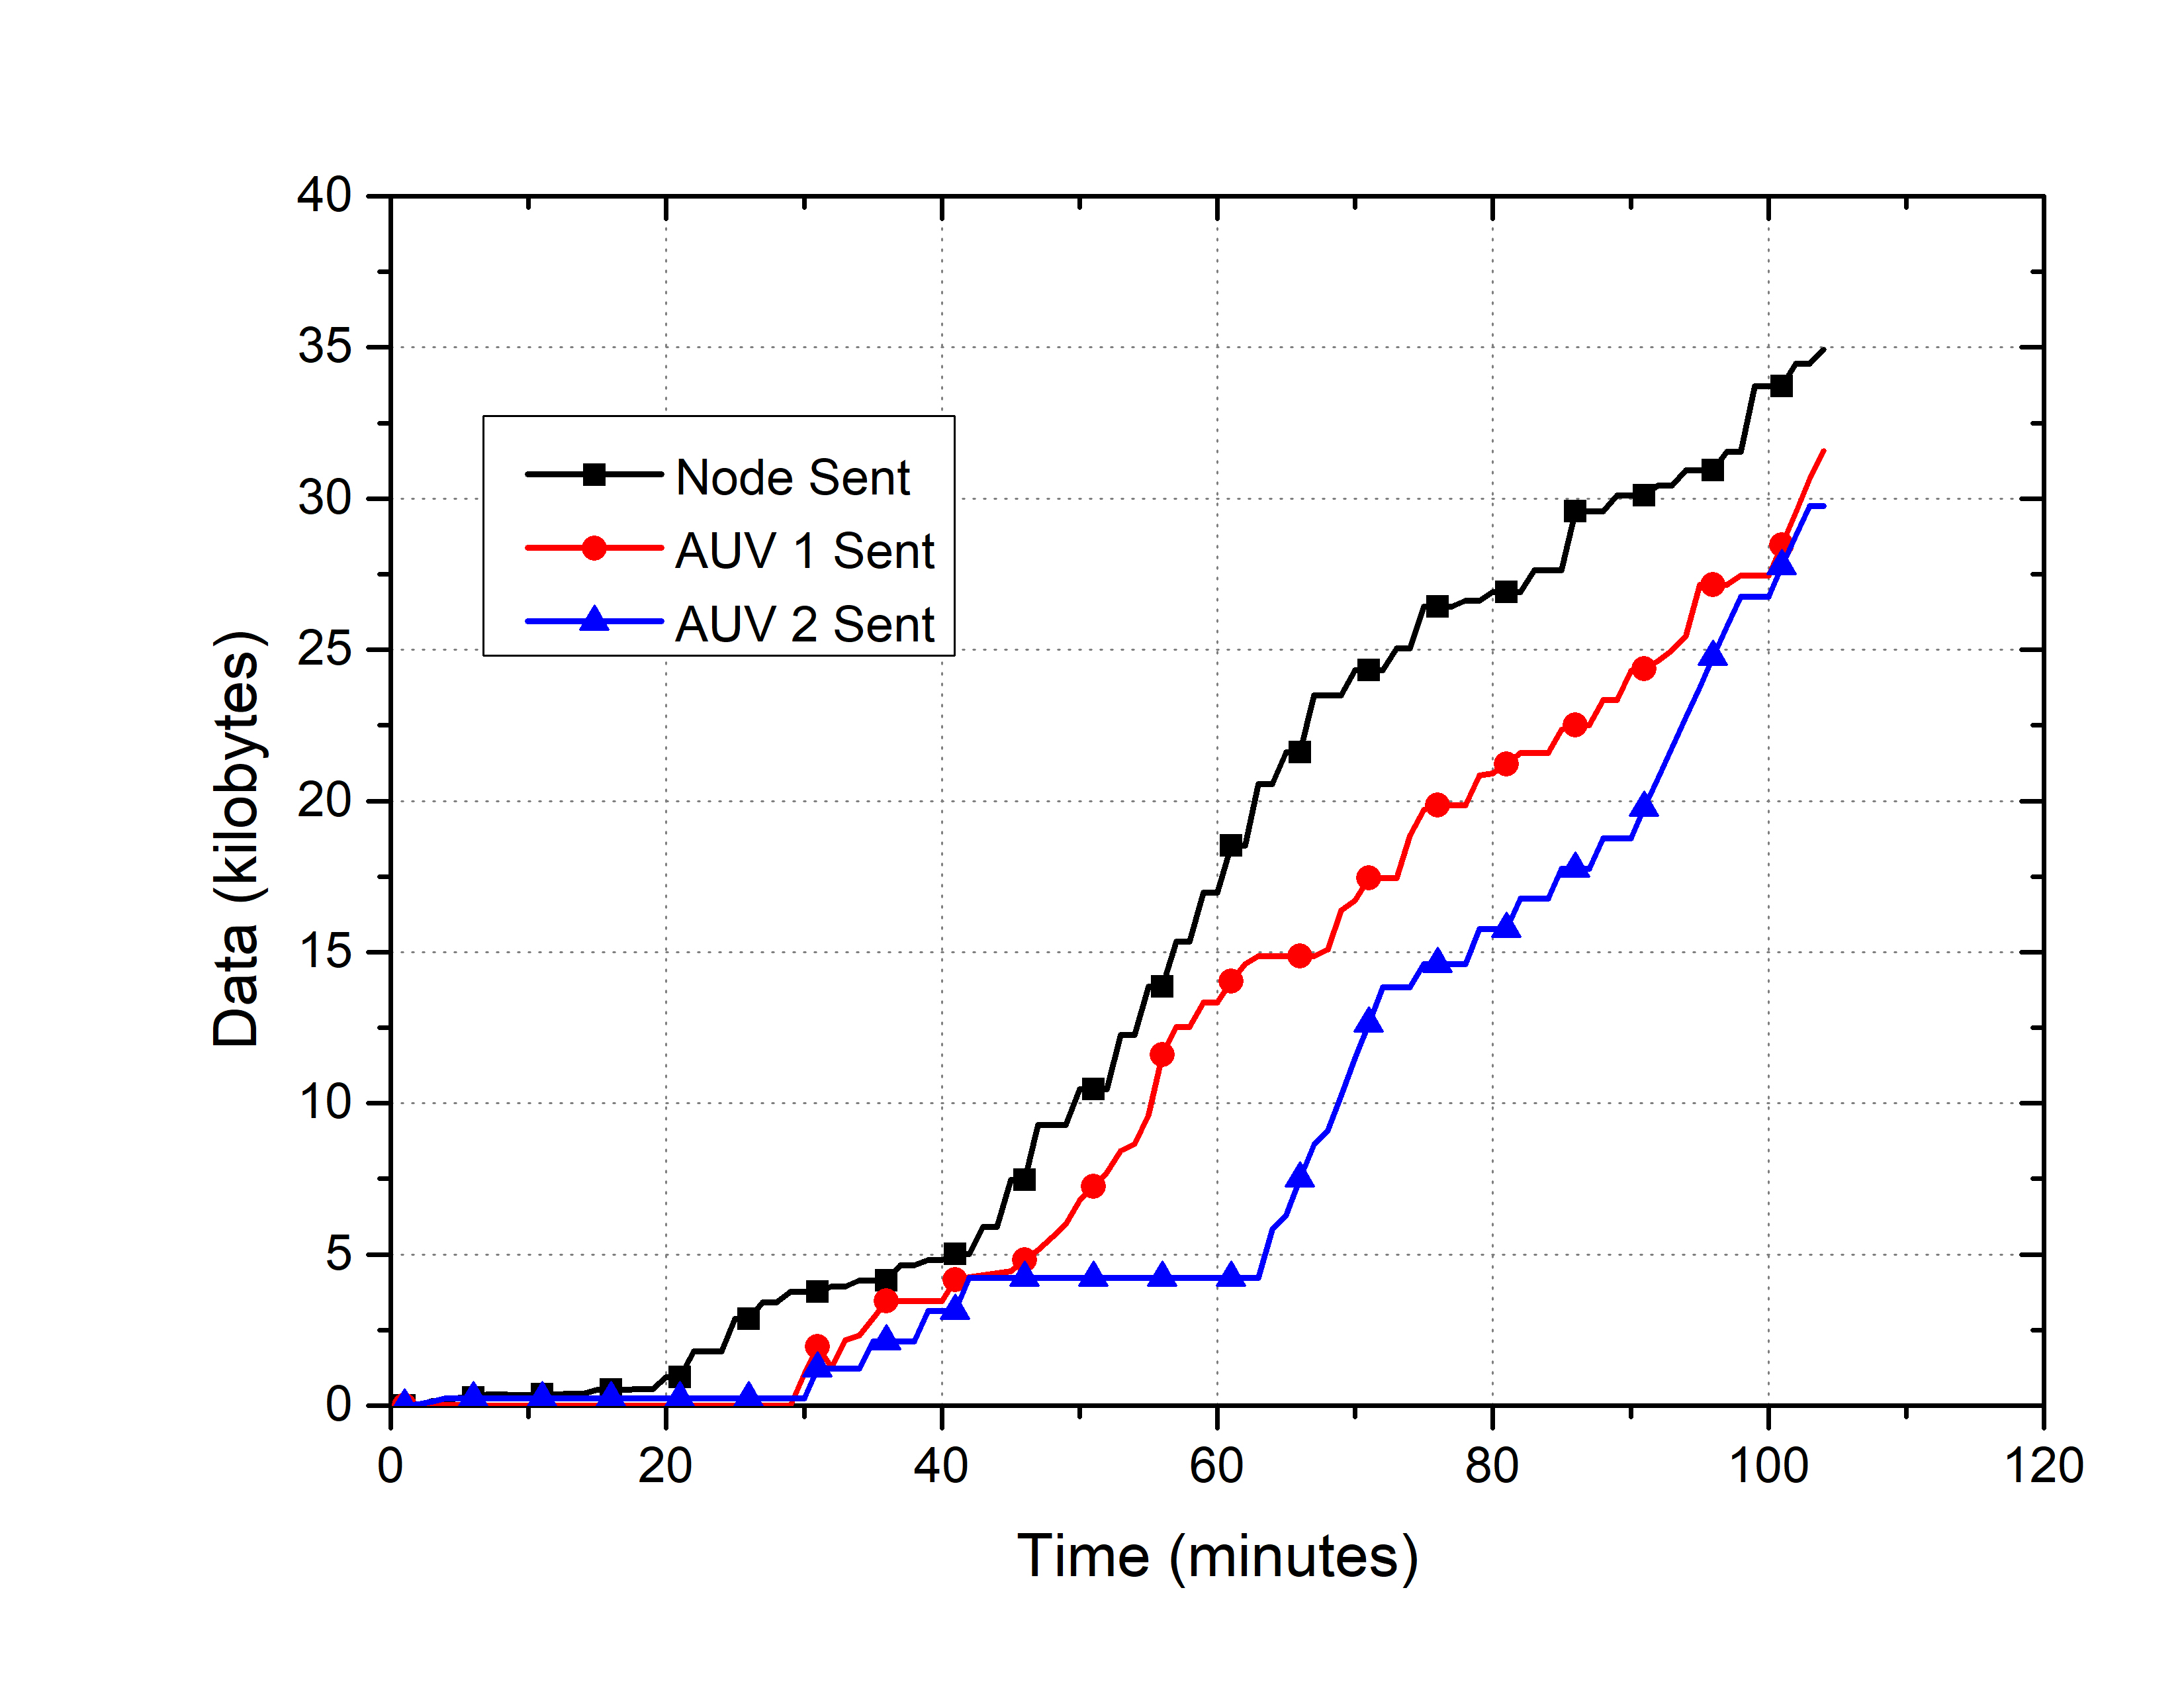 40
35
30
25
20
15
10
5
0
Node Sent
AUV 1 Sent
AUV 2 Sent
Data (kilobytes)
0 20 40 60 80 100 120
Time (minutes)